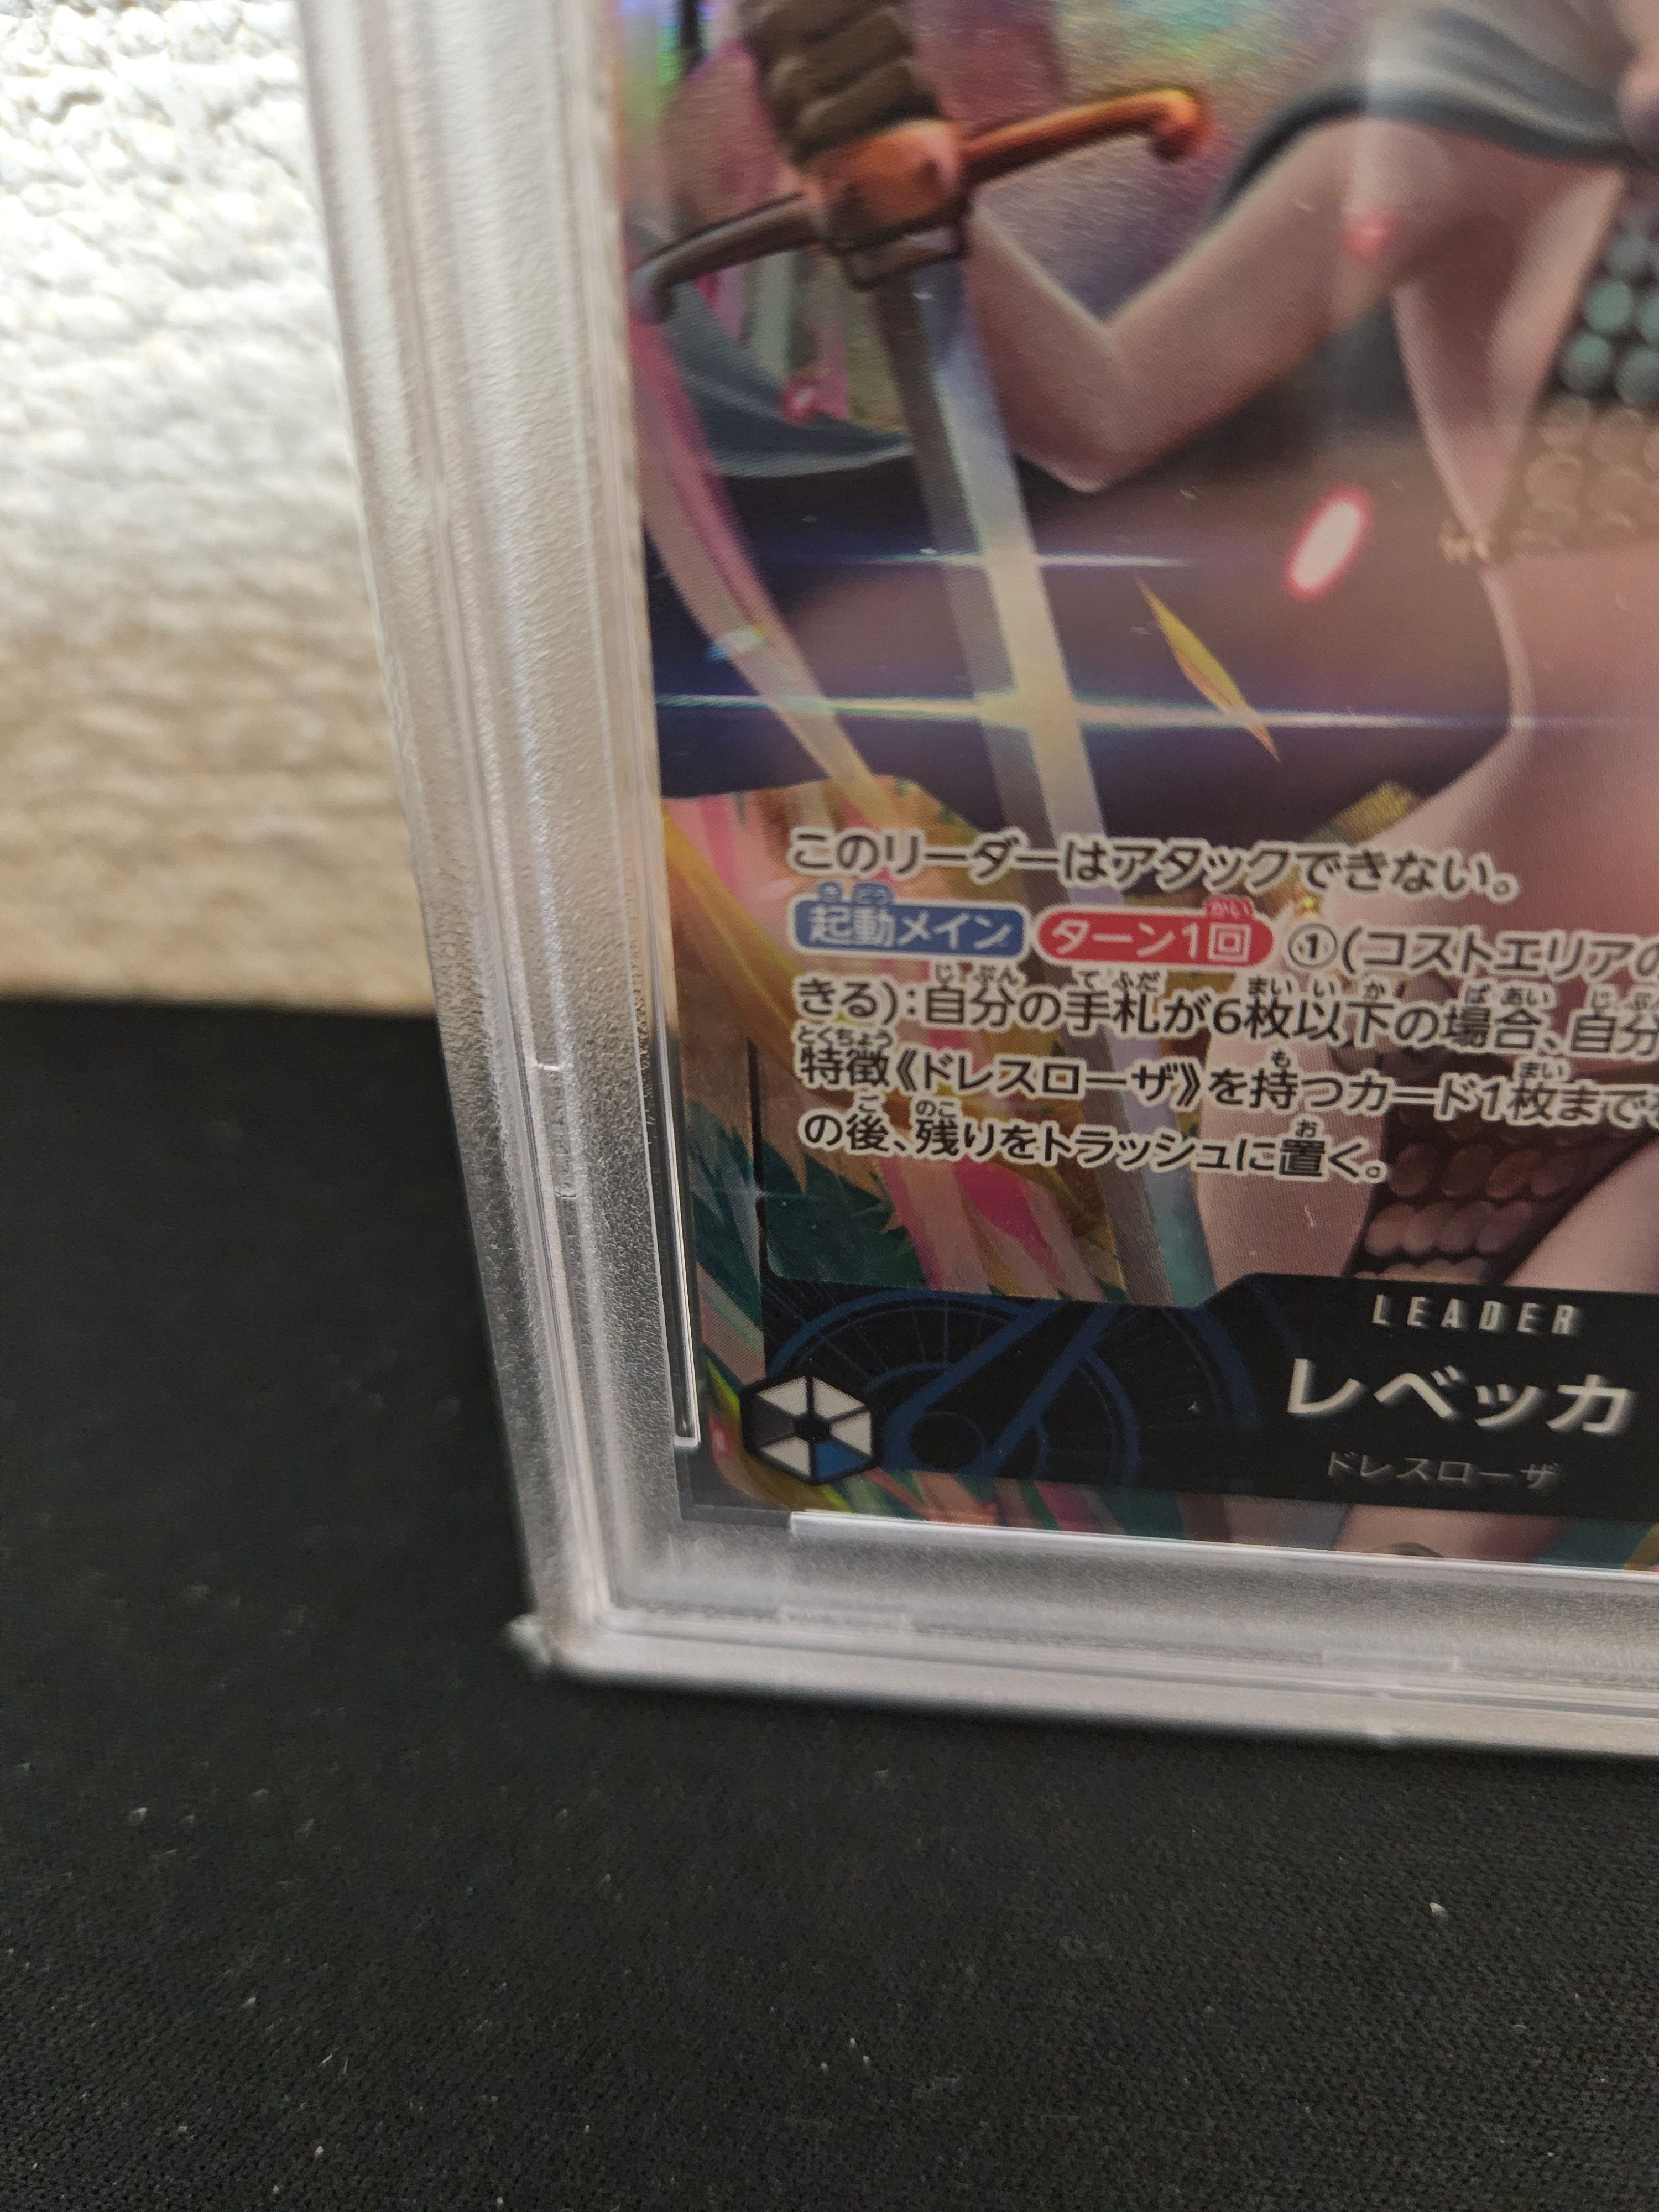 このリーダーはアタックできない。
起動メイン ターン1回 ①(コストエリアの
きる):自分の手札が6枚以下の場合、自分
特徴《ドレスローザ》を持つカード1枚まで
の後、残りをトラッシュに置く。
LEADER
レベッカ
ドレスローザ